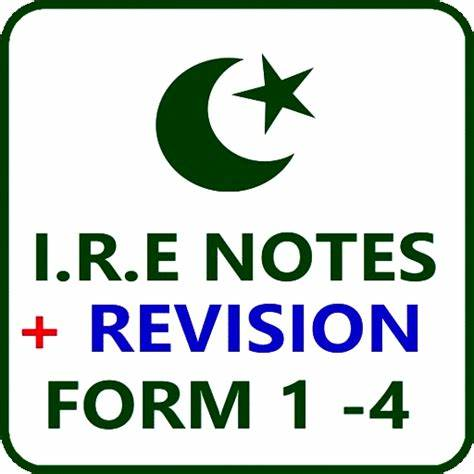 I.R.E NOTES
+ REVISION
FORM 1 -4